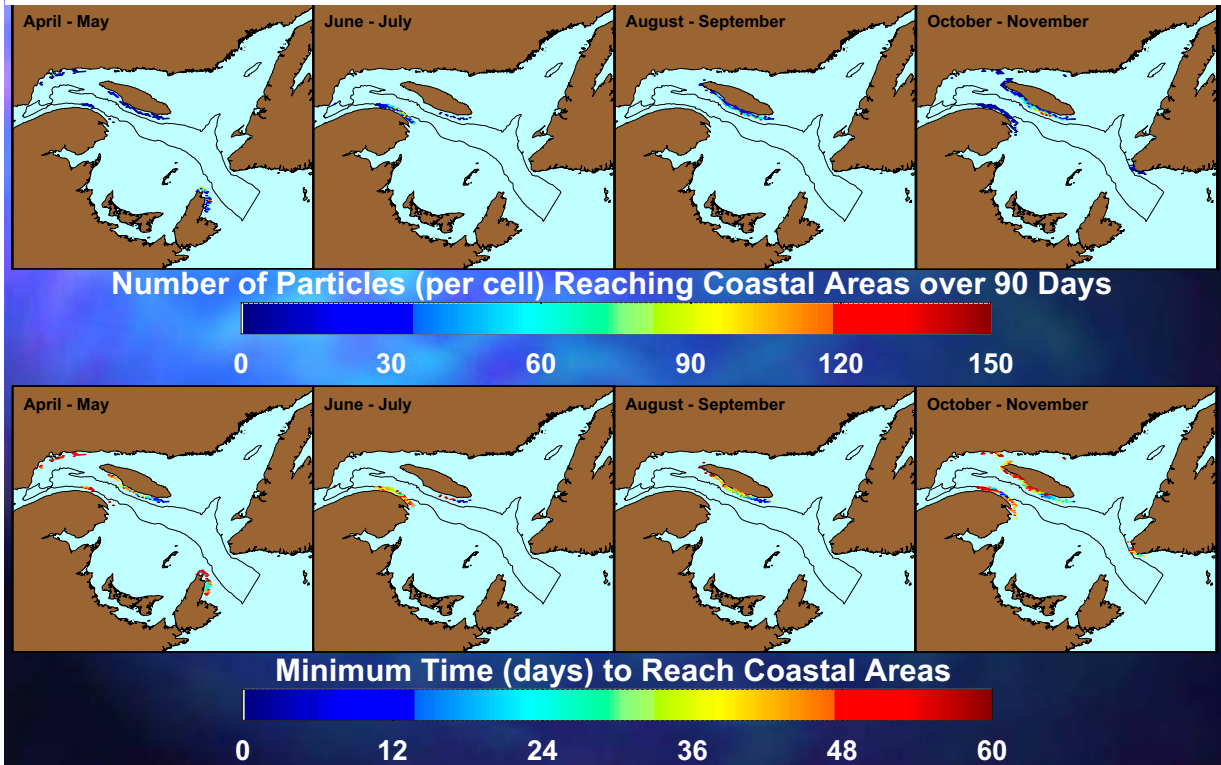 April - May
June - July
August - September
October - November
Number of Particles (per cell) Reaching Coastal Areas over 90 Days
0 30 60 90 120 150
April - May
June - July
August - September
October - November
Minimum Time (days) to Reach Coastal Areas
0 12 24 36 48 60